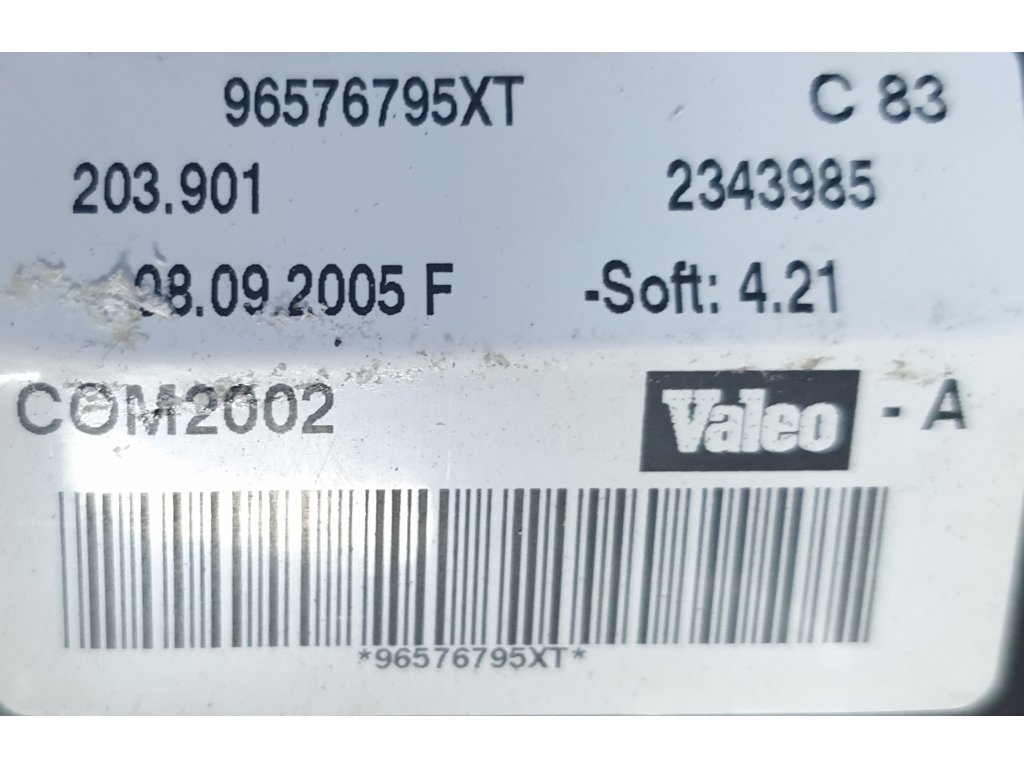 96576795XT C 83
203.901 2343985
08.09.2005 F -Soft: 4.21
COM2002 Valeo - A
*96576795XT*